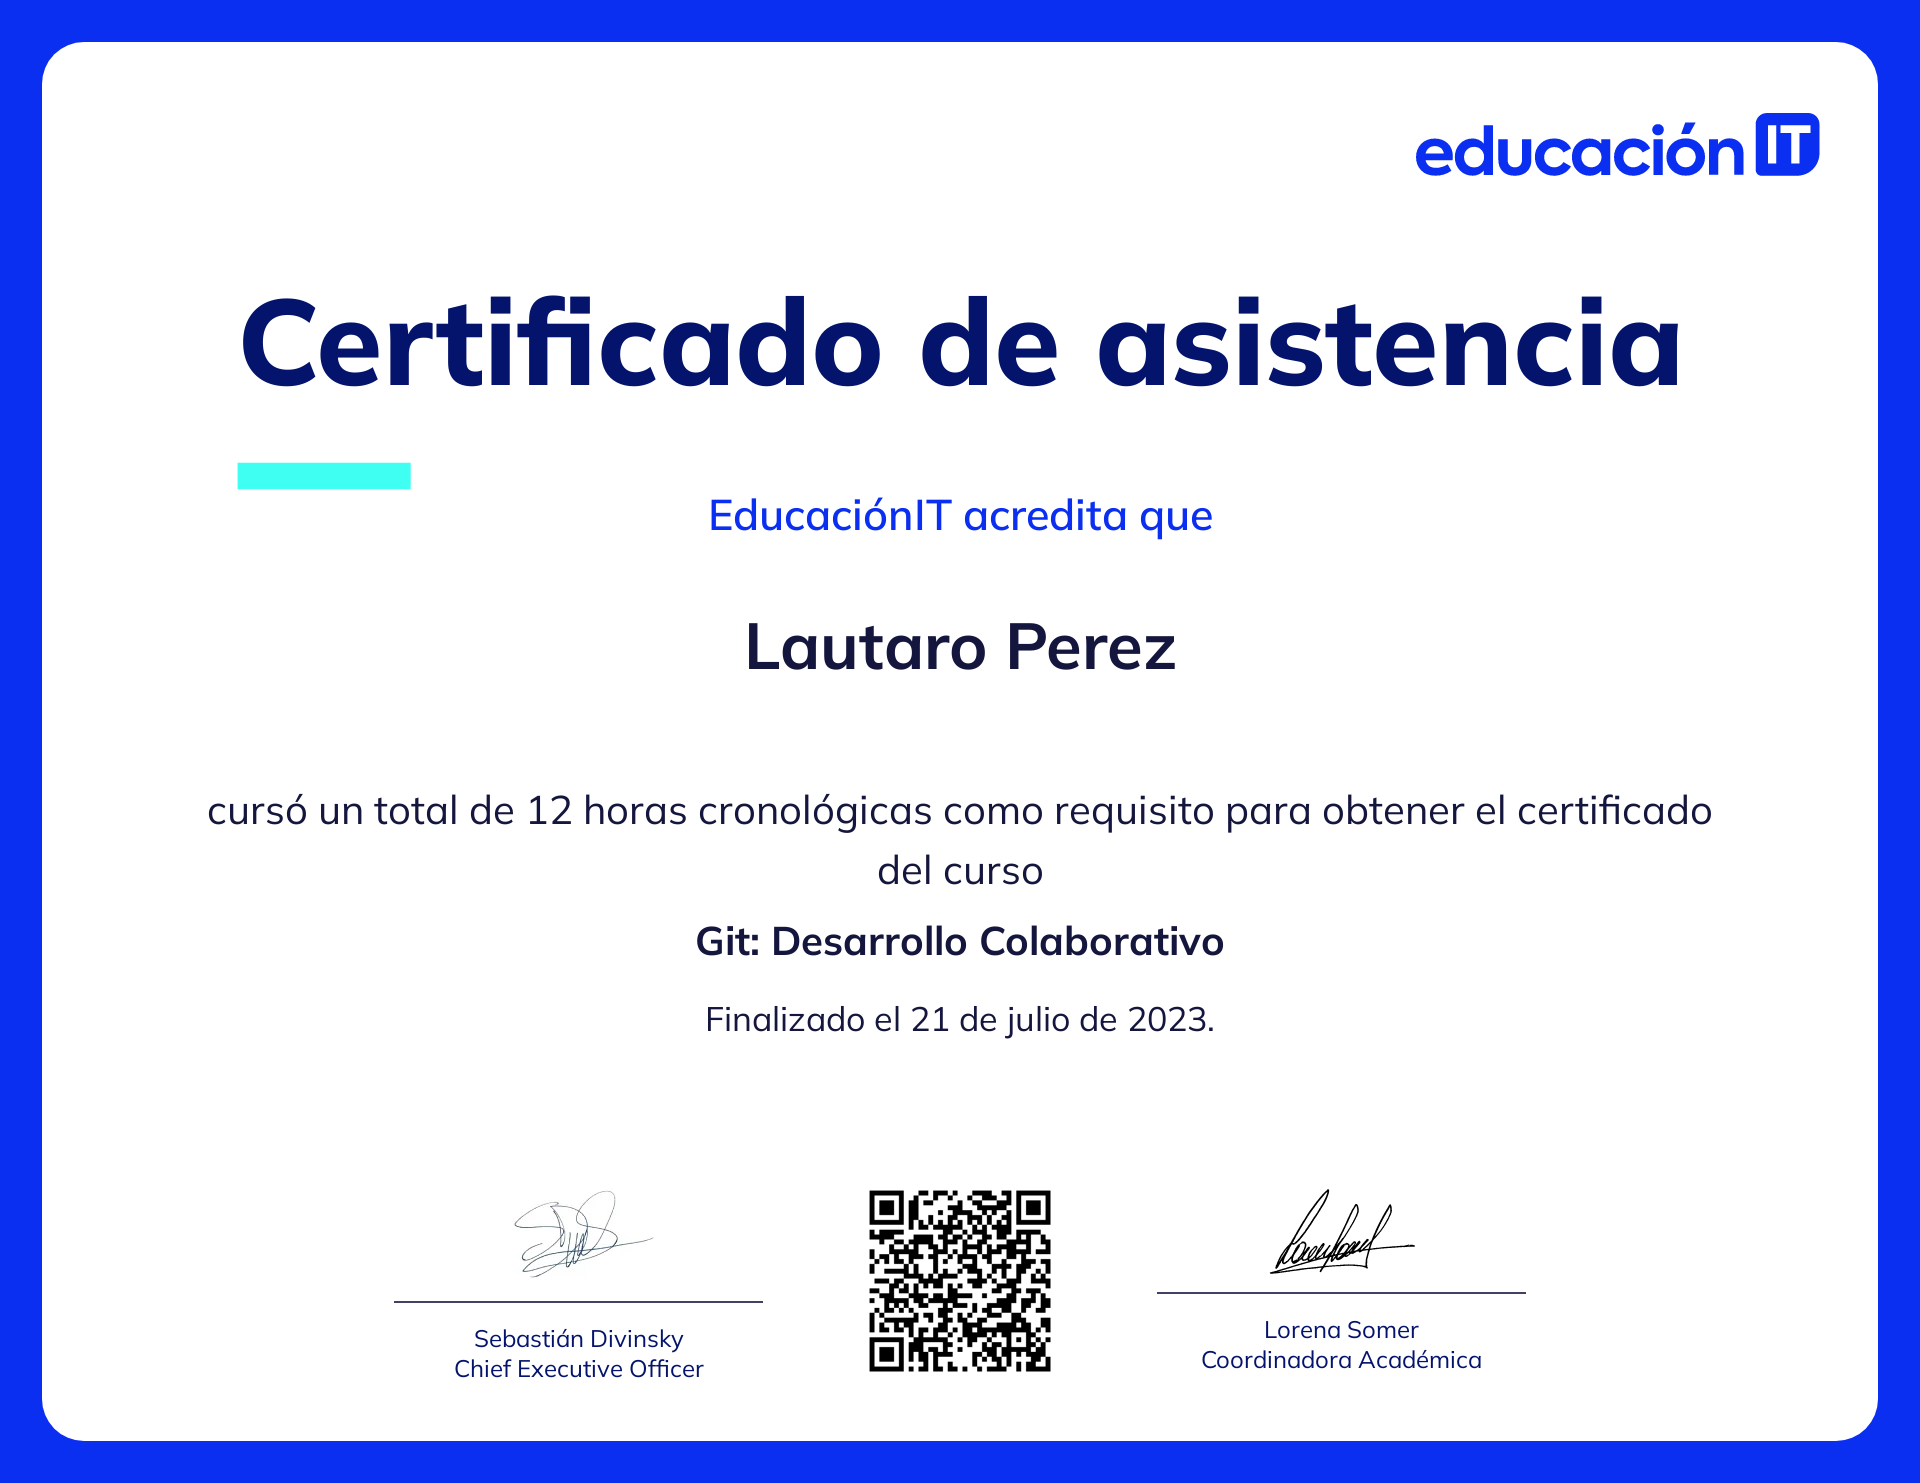 educaciónIT
Certificado de asistencia
EducaciónIT acredita que
Lautaro Perez
cursó un total de 12 horas cronológicas como requisito para obtener el certificado
del curso
Git: Desarrollo Colaborativo
Finalizado el 21 de julio de 2023.
Sebastián Divinsky
Chief Executive Officer
Lorena Somer
Coordinadora Académica